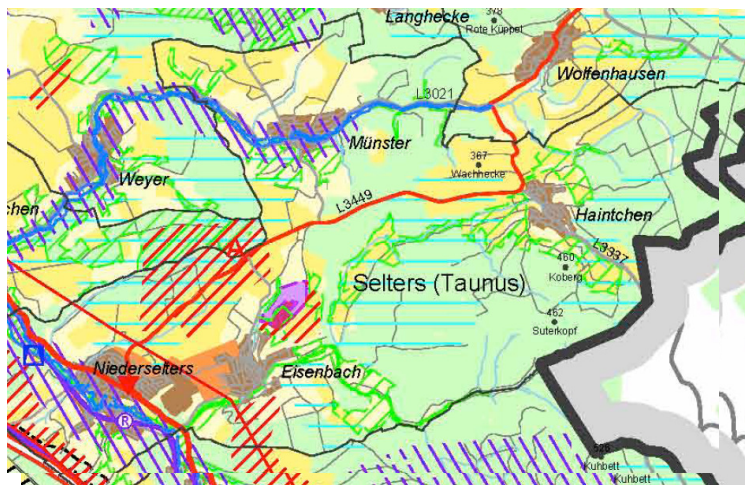 378
Langhecke
Rote Küppel
Wolfenhausen
L3021
Münster
367
Wachhecke
Weyer
chen
L3449
Haintchen
L3337
460
Koberg
Selters (Taunus)
462
Suterkopf
Niederselters
Eisenbach
R
526
Kuhbett
Kuhbett